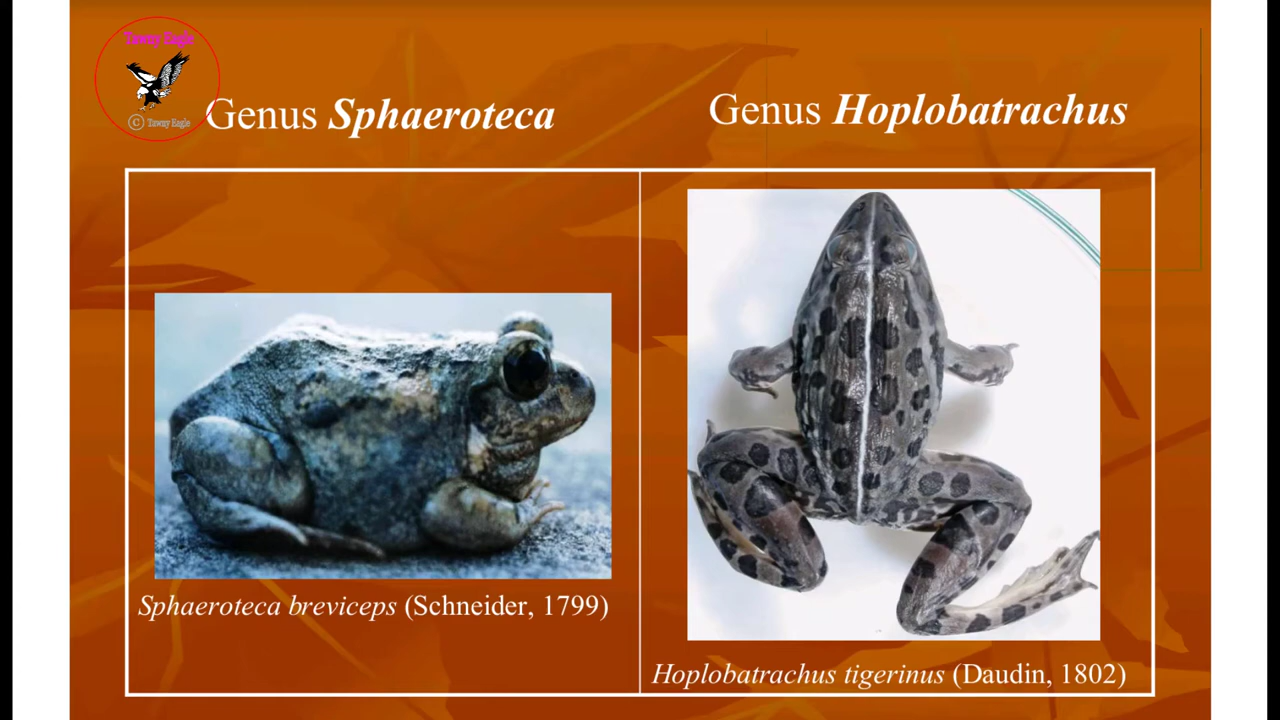 Tawny Eagle
© Tawny Eagle
Genus Sphaeroteca
Genus Hoplobatrachus
Sphaeroteca breviceps (Schneider, 1799)
Hoplobatrachus tigerinus (Daudin, 1802)